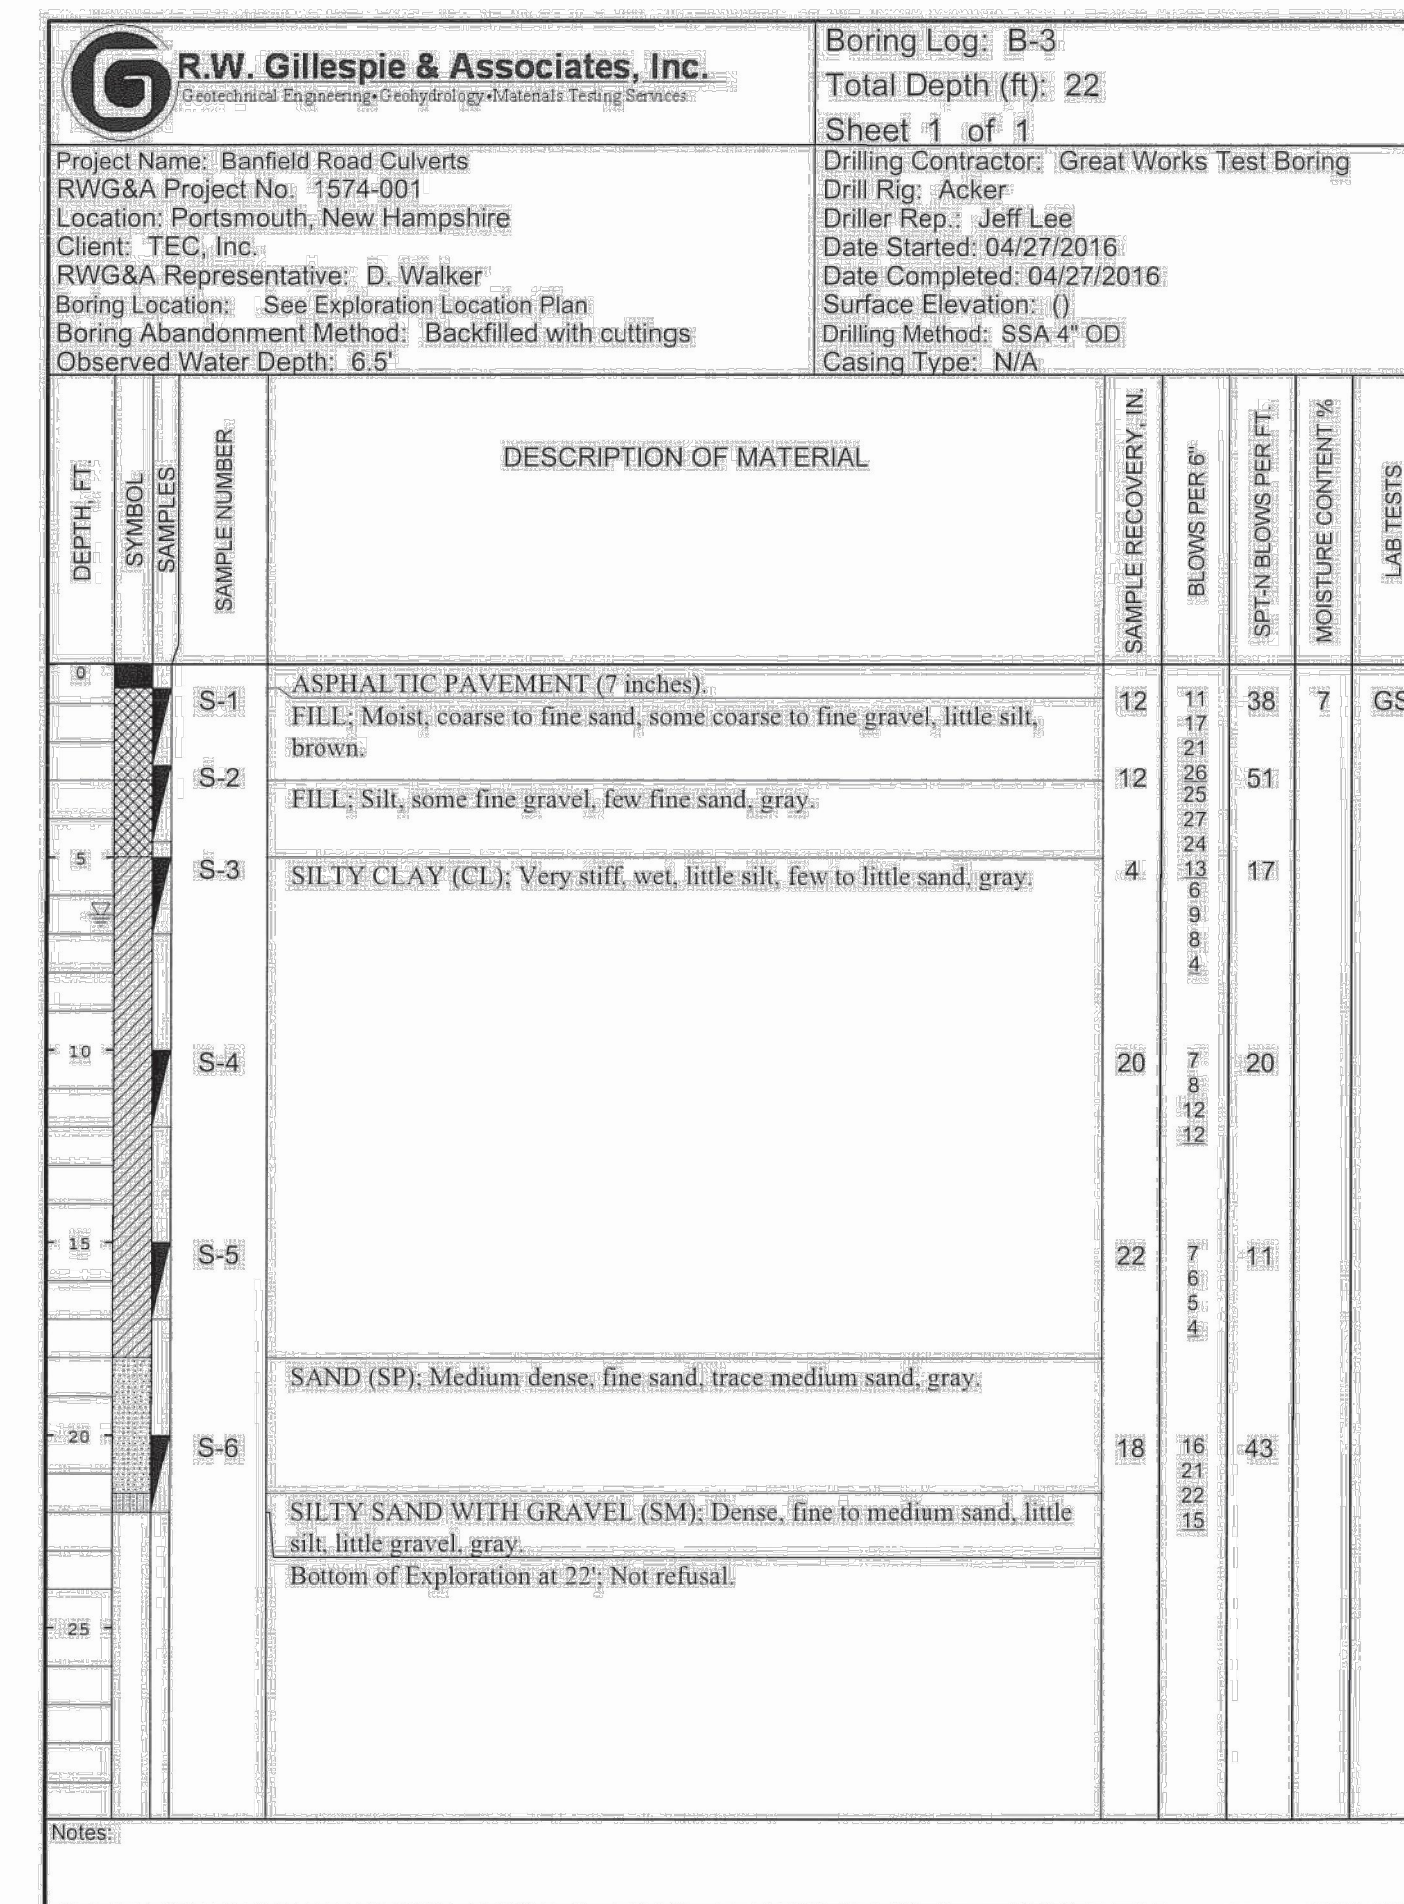 R.W. Gillespie & Associates, Inc.
Geotechnical Engineering•Geohydrology•Materials Testing Services
Boring Log: B-3
Total Depth (ft): 22
Sheet 1 of 1
Project Name: Banfield Road Culverts
RWG&A Project No. 1574-001
Location: Portsmouth, New Hampshire
Client: TEC, Inc.
RWG&A Representative: D. Walker
Boring Location: See Exploration Location Plan
Boring Abandonment Method: Backfilled with cuttings
Observed Water Depth: 6.5'
Drilling Contractor: Great Works Test Boring
Drill Rig: Acker
Driller Rep.: Jeff Lee
Date Started: 04/27/2016
Date Completed: 04/27/2016
Surface Elevation: ()
Drilling Method: SSA 4" OD
Casing Type: N/A
DEPTH, FT.
SYMBOL
SAMPLES
SAMPLE NUMBER
DESCRIPTION OF MATERIAL
SAMPLE RECOVERY, IN.
BLOWS PER 6"
SPT-N BLOWS PER FT.
MOISTURE CONTENT %
LAB TESTS
0
ASPHALTIC PAVEMENT (7 inches).
S-1
12
11
38
7
GS
FILL; Moist, coarse to fine sand, some coarse to fine gravel, little silt,
brown.
17
21
26
S-2
12
25
51
FILL; Silt, some fine gravel, few fine sand, gray.
27
24
13
5
S-3
SILTY CLAY (CL); Very stiff, wet, little silt, few to little sand, gray.
4
6
17
9
8
4
10
S-4
20
7
20
8
12
12
15
S-5
22
7
11
6
5
4
SAND (SP); Medium dense, fine sand, trace medium sand, gray.
20
S-6
18
16
43
21
22
15
SILTY SAND WITH GRAVEL (SM); Dense, fine to medium sand, little
silt, little gravel, gray.
Bottom of Exploration at 22'; Not refusal.
25
Notes: